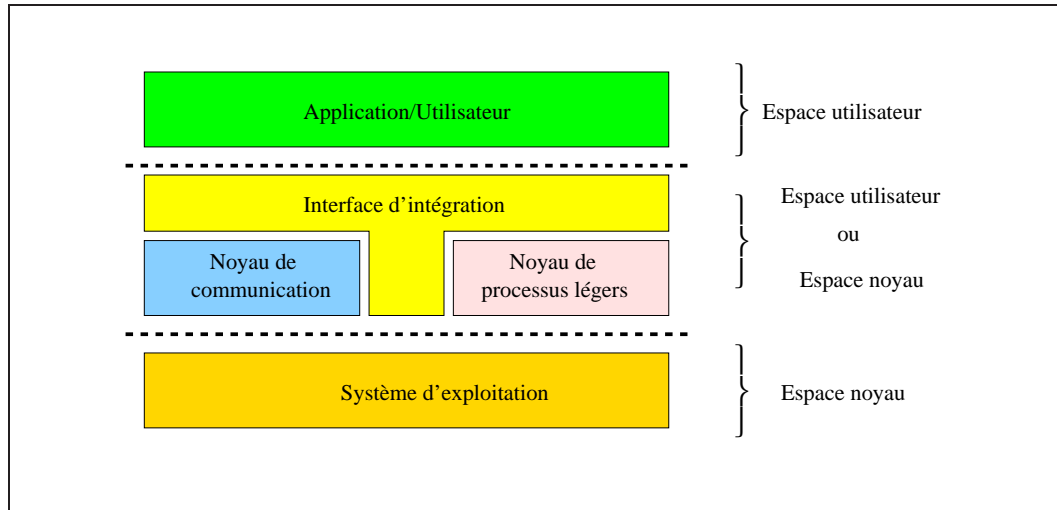 Application/Utilisateur
Espace utilisateur
Interface d'intégration
Espace utilisateur
ou
Espace noyau
Noyau de
communication
Noyau de
processus légers
Système d'exploitation
Espace noyau